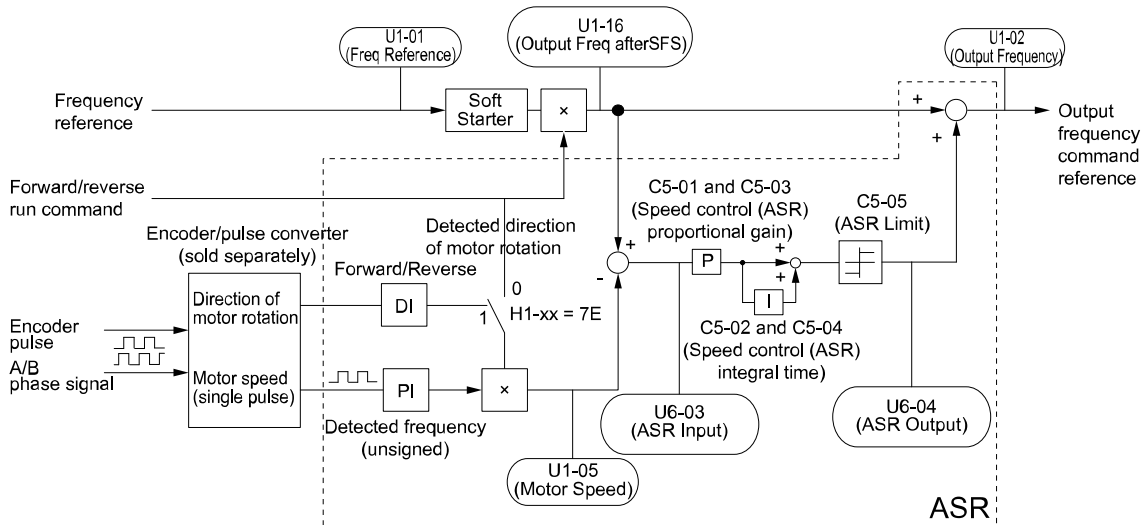 U1-01
(Freq Reference)
U1-16
(Output Freq afterSFS)
U1-02
(Output Frequency)
Frequency
reference
Soft
Starter
×
+
+
Output
frequency
command
reference
Forward/reverse
run command
Detected direction
of motor rotation
C5-01 and C5-03
(Speed control (ASR)
proportional gain)
C5-05
(ASR Limit)
Encoder/pulse converter
(sold separately)
Forward/Reverse
Direction of
motor rotation
DI
0
1
H1-xx = 7E
+
-
P
+
+
I
C5-02 and C5-04
(Speed control (ASR)
integral time)
Encoder
pulse
A/B
phase signal
Motor speed
(single pulse)
PI
×
Detected frequency
(unsigned)
U1-05
(Motor Speed)
U6-03
(ASR Input)
U6-04
(ASR Output)
ASR